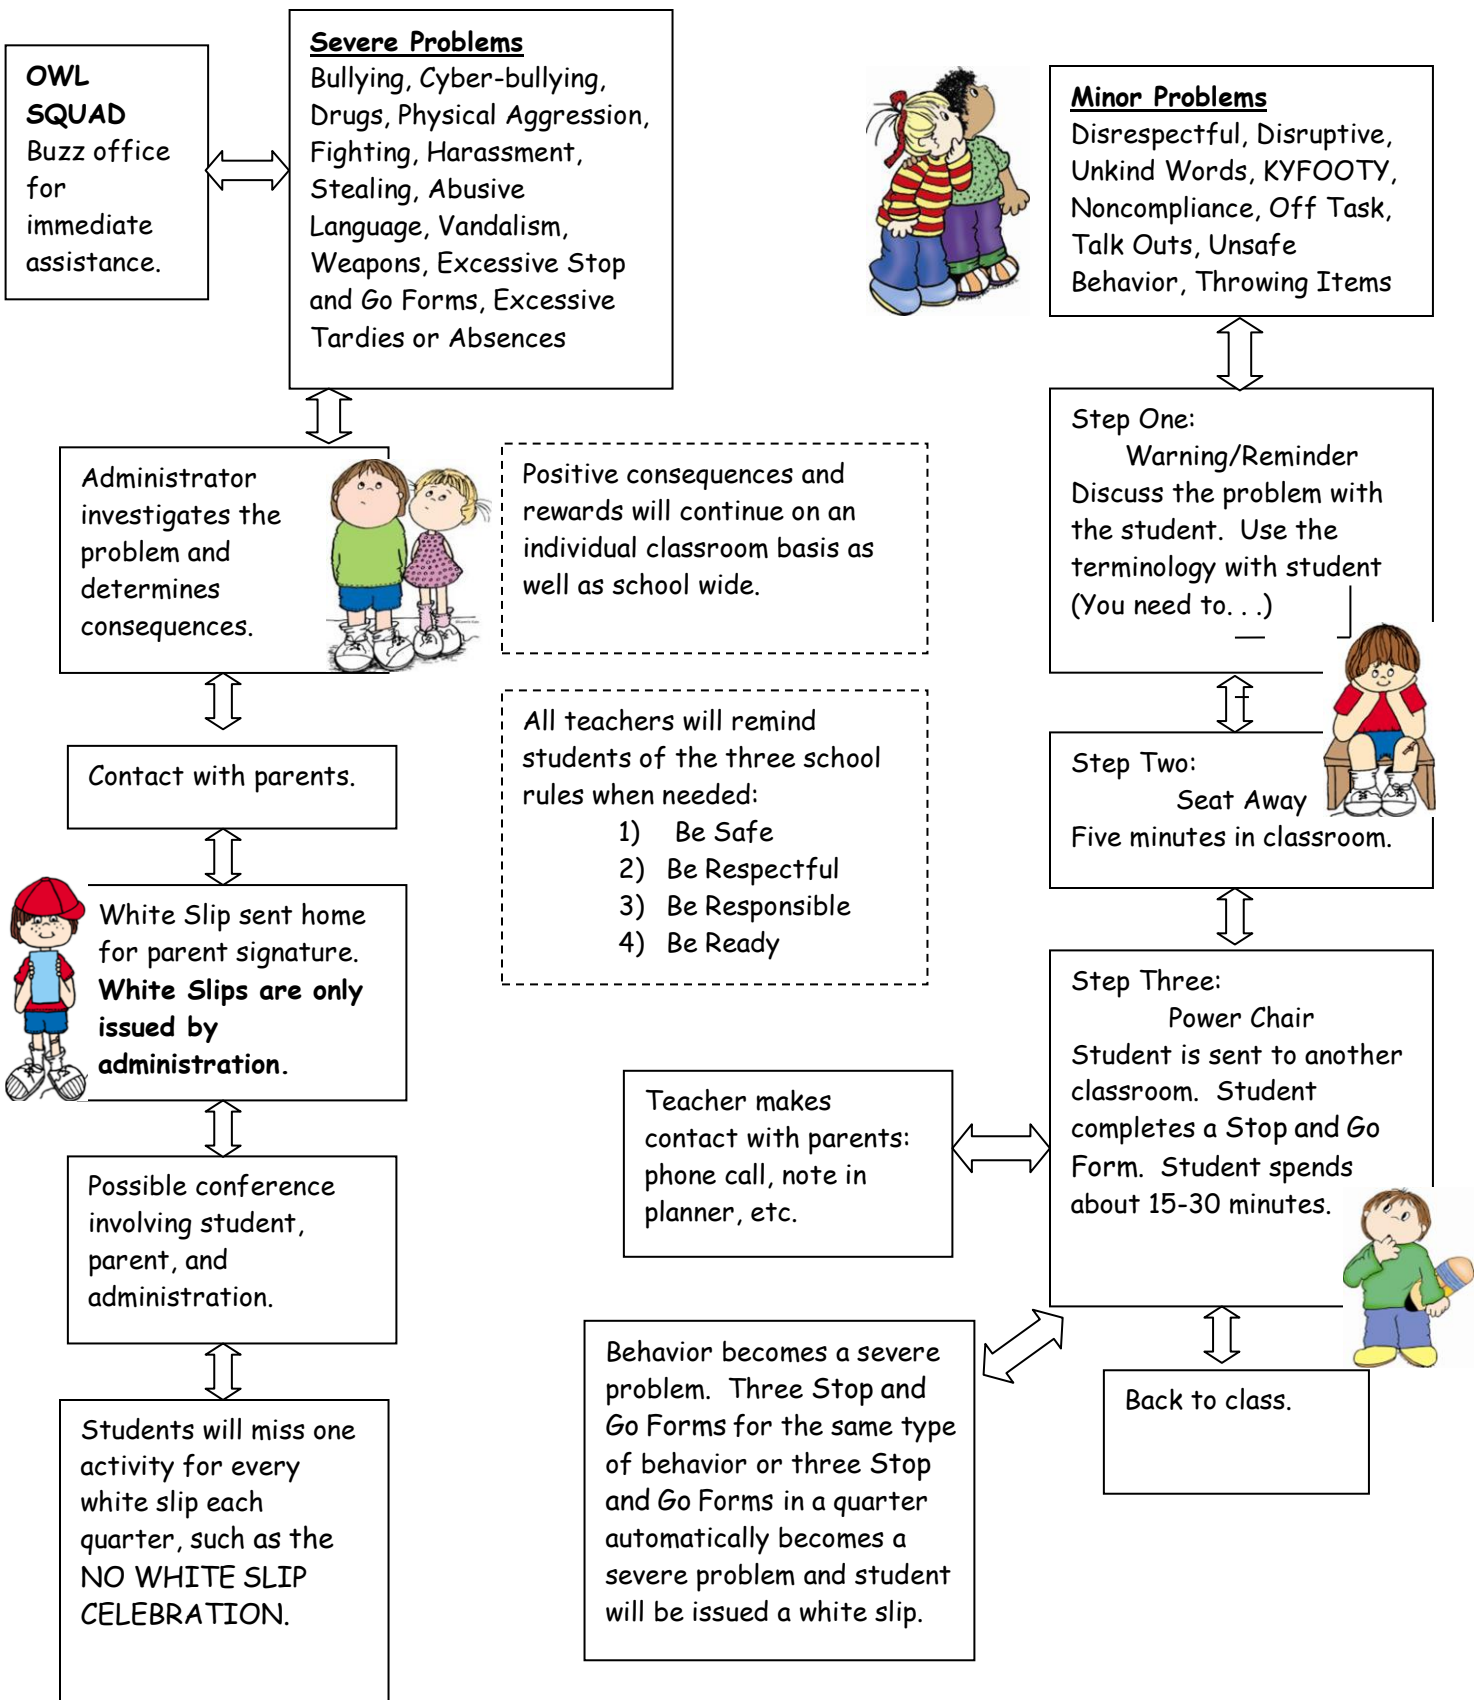 OWL
SQUAD
Buzz office
for
immediate
assistance.
Severe Problems
Bullying, Cyber-bullying,
Drugs, Physical Aggression,
Fighting, Harassment,
Stealing, Abusive
Language, Vandalism,
Weapons, Excessive Stop
and Go Forms, Excessive
Tardies or Absences
Administrator
investigates the
problem and
determines
consequences.
Contact with parents.
White Slip sent home
for parent signature.
White Slips are only
issued by
administration.
Possible conference
involving student,
parent, and
administration.
Students will miss one
activity for every
white slip each
quarter, such as the
NO WHITE SLIP
CELEBRATION.
Positive consequences and
rewards will continue on an
individual classroom basis as
well as school wide.
All teachers will remind
students of the three school
rules when needed:
1) Be Safe
2) Be Respectful
3) Be Responsible
4) Be Ready
Minor Problems
Disrespectful, Disruptive,
Unkind Words, KYFOOTY,
Noncompliance, Off Task,
Talk Outs, Unsafe
Behavior, Throwing Items
Step One:
Warning/Reminder
Discuss the problem with
the student. Use the
terminology with student
(You need to. . .)
Step Two:
Seat Away
Five minutes in classroom.
Step Three:
Power Chair
Student is sent to another
classroom. Student
completes a Stop and Go
Form. Student spends
about 15-30 minutes.
Teacher makes
contact with parents:
phone call, note in
planner, etc.
Behavior becomes a severe
problem. Three Stop and
Go Forms for the same type
of behavior or three Stop
and Go Forms in a quarter
automatically becomes a
severe problem and student
will be issued a white slip.
Back to class.